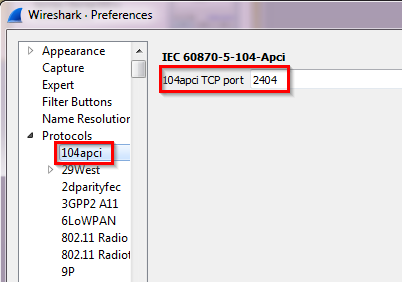 Wireshark · Preferences
Appearance
Capture
Expert
Filter Buttons
Name Resolution
Protocols
104apci
29West
2dparityfec
3GPP2 A11
6LoWPAN
802.11 Radio
802.11 Radiot
9P
IEC 60870-5-104-Apci
104apci TCP port 2404